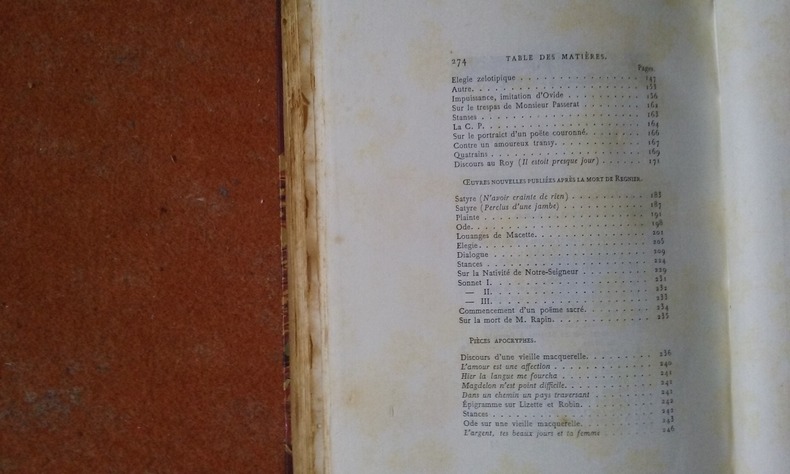 274 TABLE DES MATIÈRES.
Pages
Elegie zelotipique . . . . . . . . . . . . . . . 147
Autre. . . . . . . . . . . . . . . . . . . 153
Impuissance, imitation d'Ovide . . . . . . . . . . 156
Sur le trespas de Monsieur Passerat . . . . . . . . 162
Stanses . . . . . . . . . . . . . . . . . . 163
La C. P. . . . . . . . . . . . . . . . . . 164
Sur le portraict d'un poëte couronné. . . . . . . . 166
Contre un amoureux transy. . . . . . . . . . . . 167
Quatrains . . . . . . . . . . . . . . . . . 169
Discours au Roy (Il estoit presque jour) . . . . . . 171
ŒUVRES NOUVELLES PUBLIÉES APRÈS LA MORT DE REGNIER.
Satyre (N'avoir crainte de rien) . . . . . . . . . . 183
Satyre (Perclus d'une jambe) . . . . . . . . . . . 187
Plainte . . . . . . . . . . . . . . . . . . 191
Ode. . . . . . . . . . . . . . . . . . . 198
Louanges de Macette. . . . . . . . . . . . . . 201
Elegie. . . . . . . . . . . . . . . . . . . 205
Dialogue . . . . . . . . . . . . . . . . . 209
Stances . . . . . . . . . . . . . . . . . . 224
Sur la Nativité de Notre-Seigneur . . . . . . . . . 229
Sonnet I. . . . . . . . . . . . . . . . . . 231
— II. . . . . . . . . . . . . . . . . . 232
— III. . . . . . . . . . . . . . . . . . 233
Commencement d'un poëme sacré. . . . . . . . . 234
Sur la mort de M. Rapin. . . . . . . . . . . . . 235
PIÈCES APOCRYPHES.
Discours d'une vieille macquerelle. . . . . . . . . 236
L'amour est une affection . . . . . . . . . . . . 240
Hier la langue me fourcha . . . . . . . . . . . . 241
Magdelon n'est point difficile. . . . . . . . . . . 241
Dans un chemin un pays traversant . . . . . . . . 241
Épigramme sur Lizette et Robin. . . . . . . . . . 242
Stances . . . . . . . . . . . . . . . . . . 242
Ode sur une vieille macquerelle. . . . . . . . . . 243
L'argent, tes beaux jours et ta femme . . . . . . . 246